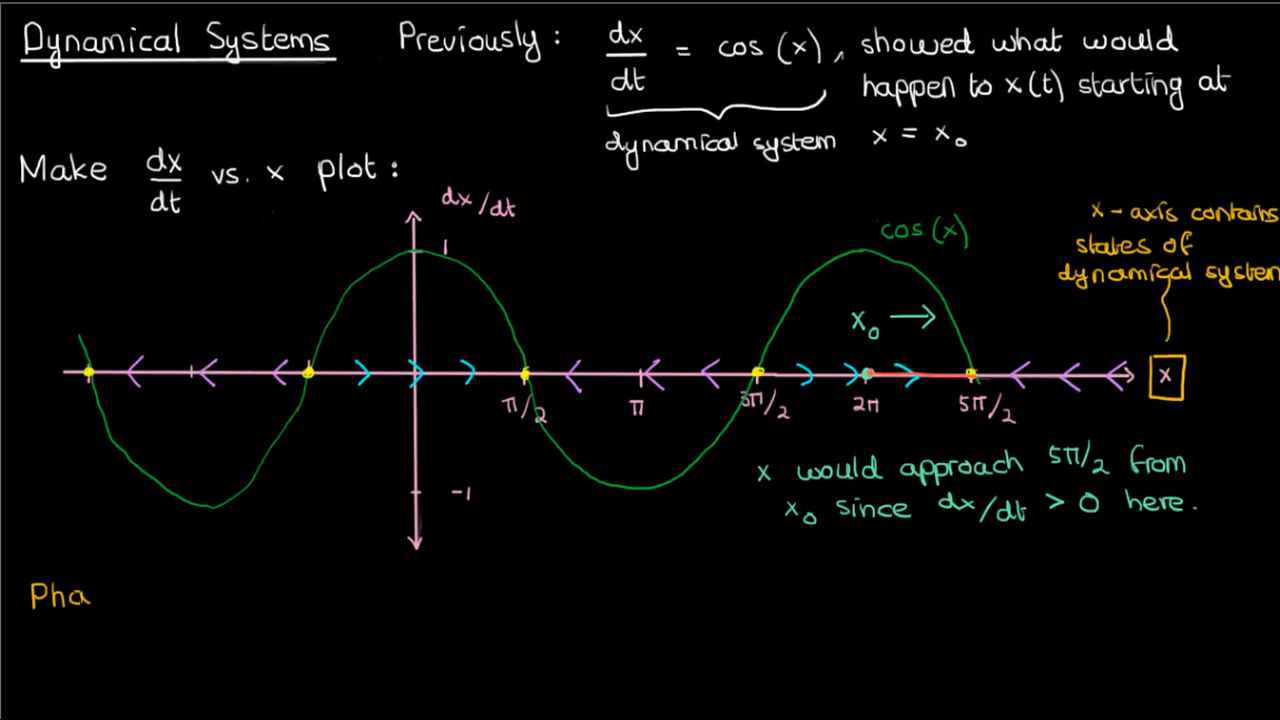 Dynamical Systems
Previously : dx/dt = cos (x), showed what would
happen to x(t) starting at
x = x₀
dynamical system
Make dx/dt vs. x plot :
dx/dt
1
-1
cos (x)
x-axis contains
states of
dynamical system
x
x₀ →
π/2
π
3π/2
2π
5π/2
x would approach 5π/2 from
x₀ since dx/dt > 0 here.
Pha